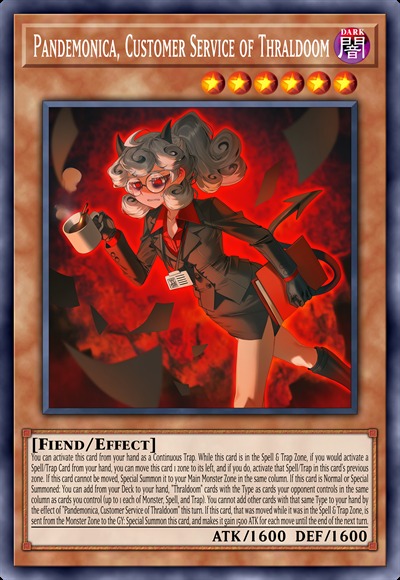 Pandemonica, Customer Service of Thraldoom
DARK
闇
[Fiend/Effect]
You can activate this card from your hand as a Continuous Trap. While this card is in the Spell & Trap Zone, if you would activate a
Spell/Trap Card from your hand, you can move this card 1 zone to its left, and if you do, activate that Spell/Trap in this card's previous
zone. If this card cannot be moved, Special Summon it to your Main Monster Zone in the same column. If this card is Normal or Special
Summoned: You can add from your Deck to your hand, "Thraldoom" cards with the Type as cards your opponent controls in the same
column as cards you control (up to 1 each of Monster, Spell, and Trap). You cannot add other cards with that same Type to your hand by
the effect of "Pandemonica, Customer Service of Thraldoom" this turn. If this card, that was moved while it was in the Spell & Trap Zone, is
sent from the Monster Zone to the GY: Special Summon this card, and makes it gain 1500 ATK for each move until the end of the next turn.
ATK/1600 DEF/1600